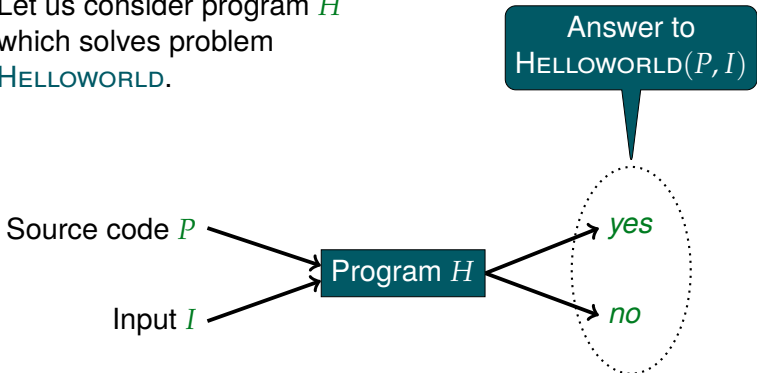 Let us consider program H
which solves problem
HELLOWORLD.
Answer to
HELLOWORLD(P, I)
Source code P
Input I
Program H
yes
no